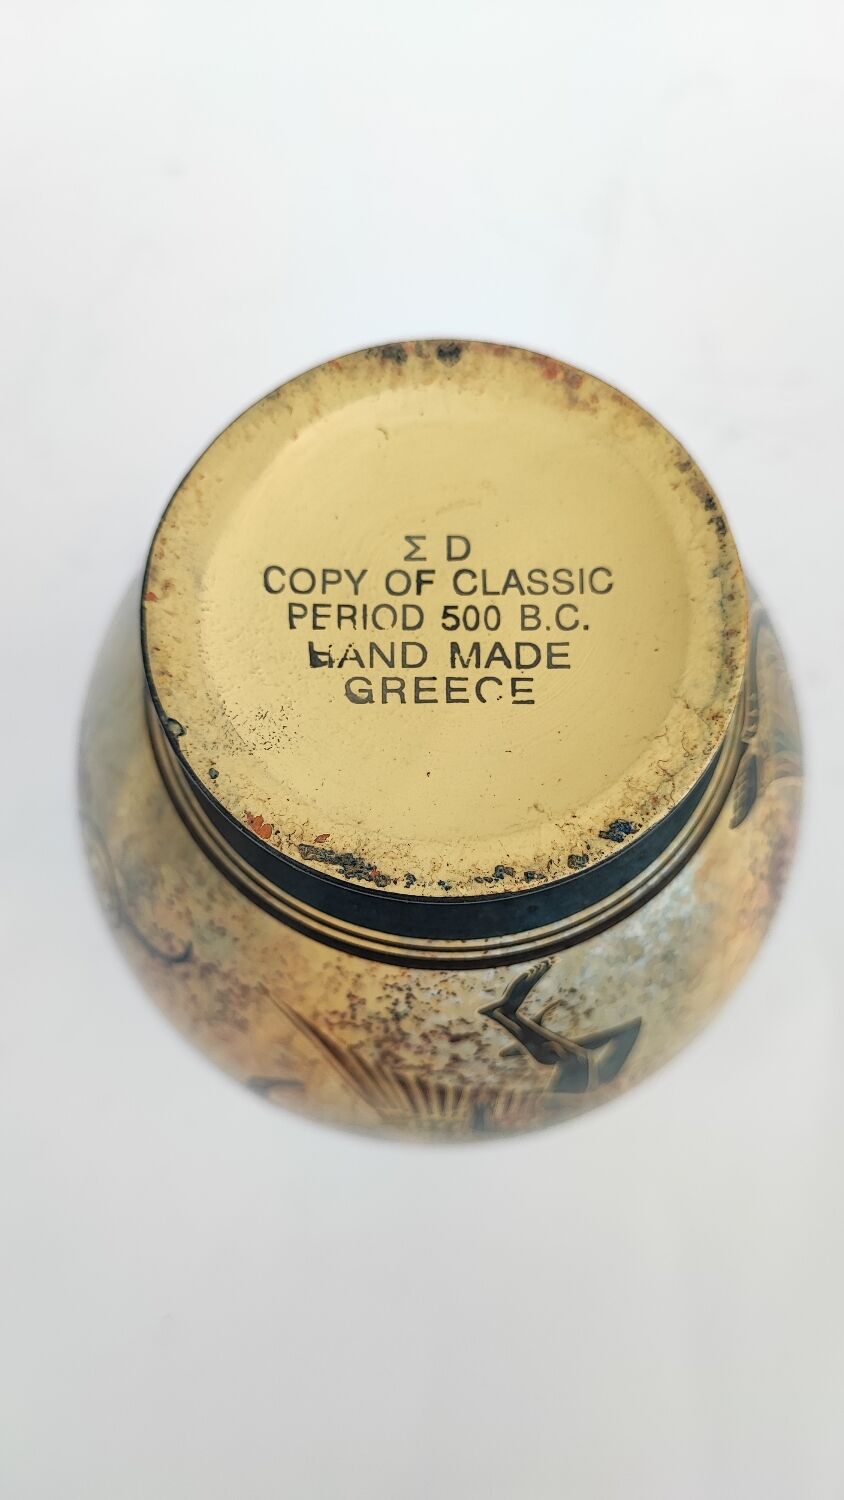 Σ D
COPY OF CLASSIC
PERIOD 500 B.C.
HAND MADE
GREECE